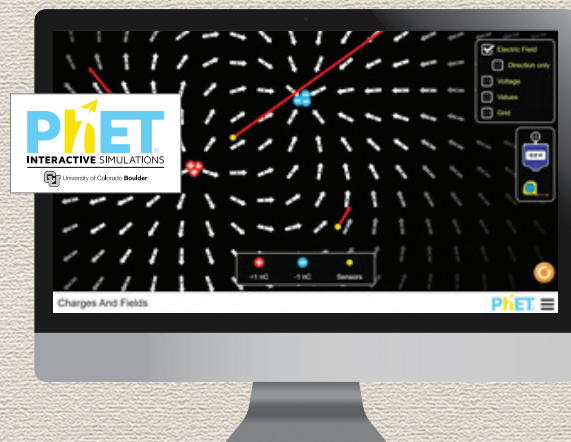 Electric Field
Direction only
Voltage
Values
Grid
PhET
INTERACTIVE SIMULATIONS
University of Colorado Boulder
+1 nC
-1 nC
Sensors
Charges And Fields
PhET